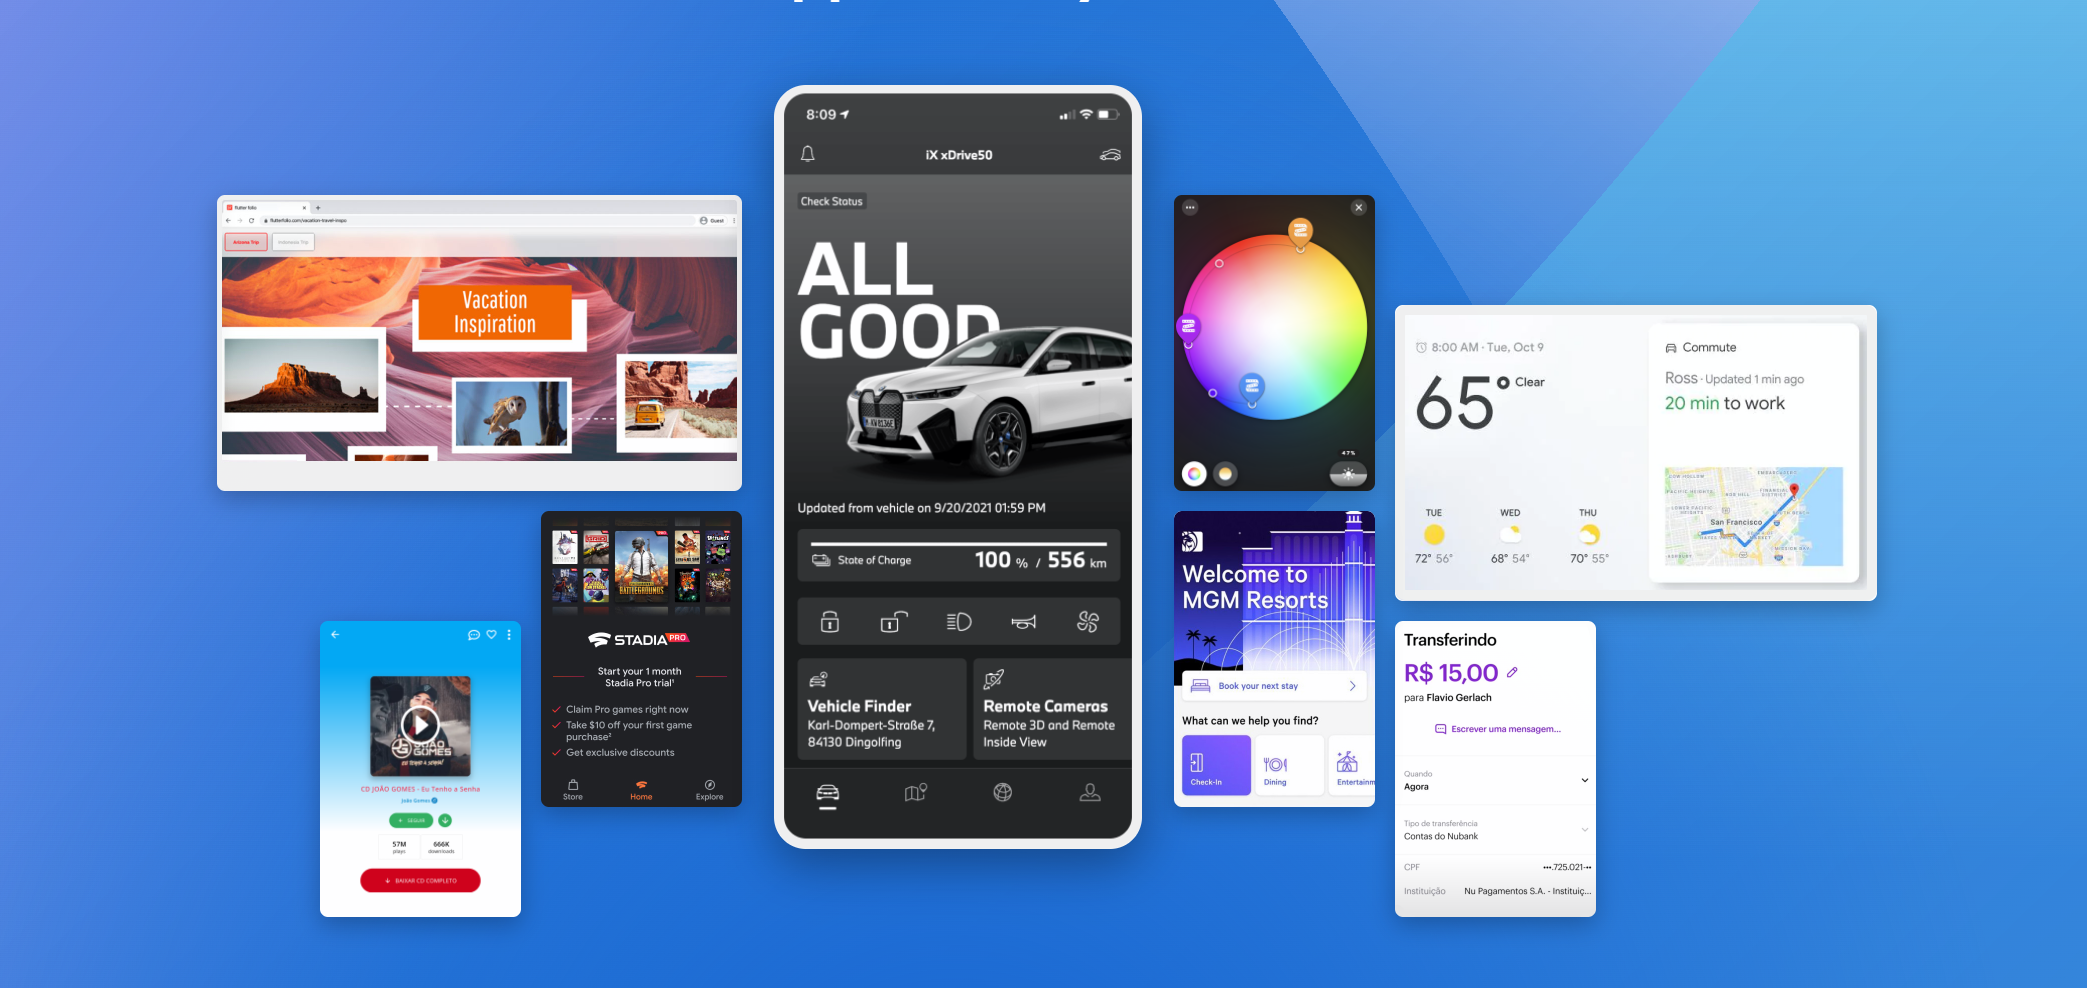 flutter folio
flutterfolio.com/vacation-travel-inspo
Guest
Arizona Trip
Indonesia Trip
Vacation
Inspiration
8:09
iX xDrive50
Check Status
ALL
GOOD
Updated from vehicle on 9/20/2021 01:59 PM
State of Charge
100 % / 556 km
Vehicle Finder
Karl-Dompert-Straße 7,
84130 Dingolfing
Remote Cameras
Remote 3D and Remote
Inside View
47%
8:00 AM · Tue, Oct 9
65° Clear
TUE
WED
THU
72° 56°
68° 54°
70° 55°
Commute
Ross · Updated 1 min ago
20 min to work
San Francisco
BATTLEGROUNDS
STADIA PRO
Start your 1 month
Stadia Pro trial¹
Claim Pro games right now
Take $10 off your first game
purchase²
Get exclusive discounts
Store
Home
Explore
JOÃO
GOMES
EU TENHO A SENHA!
CD JOÃO GOMES - Eu Tenho a Senha
João Gomes
+ SEGUIR
57M
plays
666K
downloads
BAIXAR CD COMPLETO
Welcome to
MGM Resorts
Book your next stay
What can we help you find?
Check-In
Dining
Entertainm
Transferindo
R$ 15,00
para Flavio Gerlach
Escrever uma mensagem...
Quando
Agora
Tipo de transferência
Contas do Nubank
CPF
•••.725.021-••
Instituição
Nu Pagamentos S.A. - Instituiç...